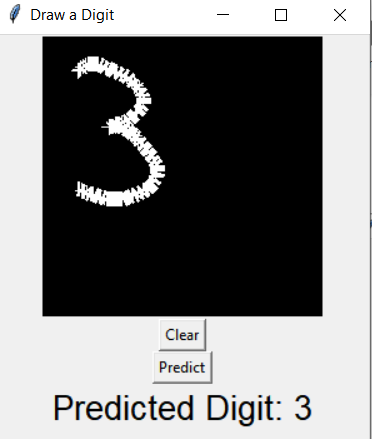 Draw a Digit
3
Clear
Predict
Predicted Digit: 3